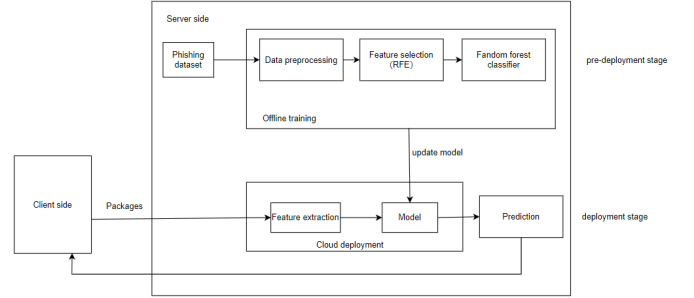 Server side
Phishing
dataset
Data preprocessing
Feature selection
(RFE)
Fandom forest
classifier
pre-deployment stage
Offline training
update model
Client side
Packages
Feature extraction
Model
Prediction
deployment stage
Cloud deployment